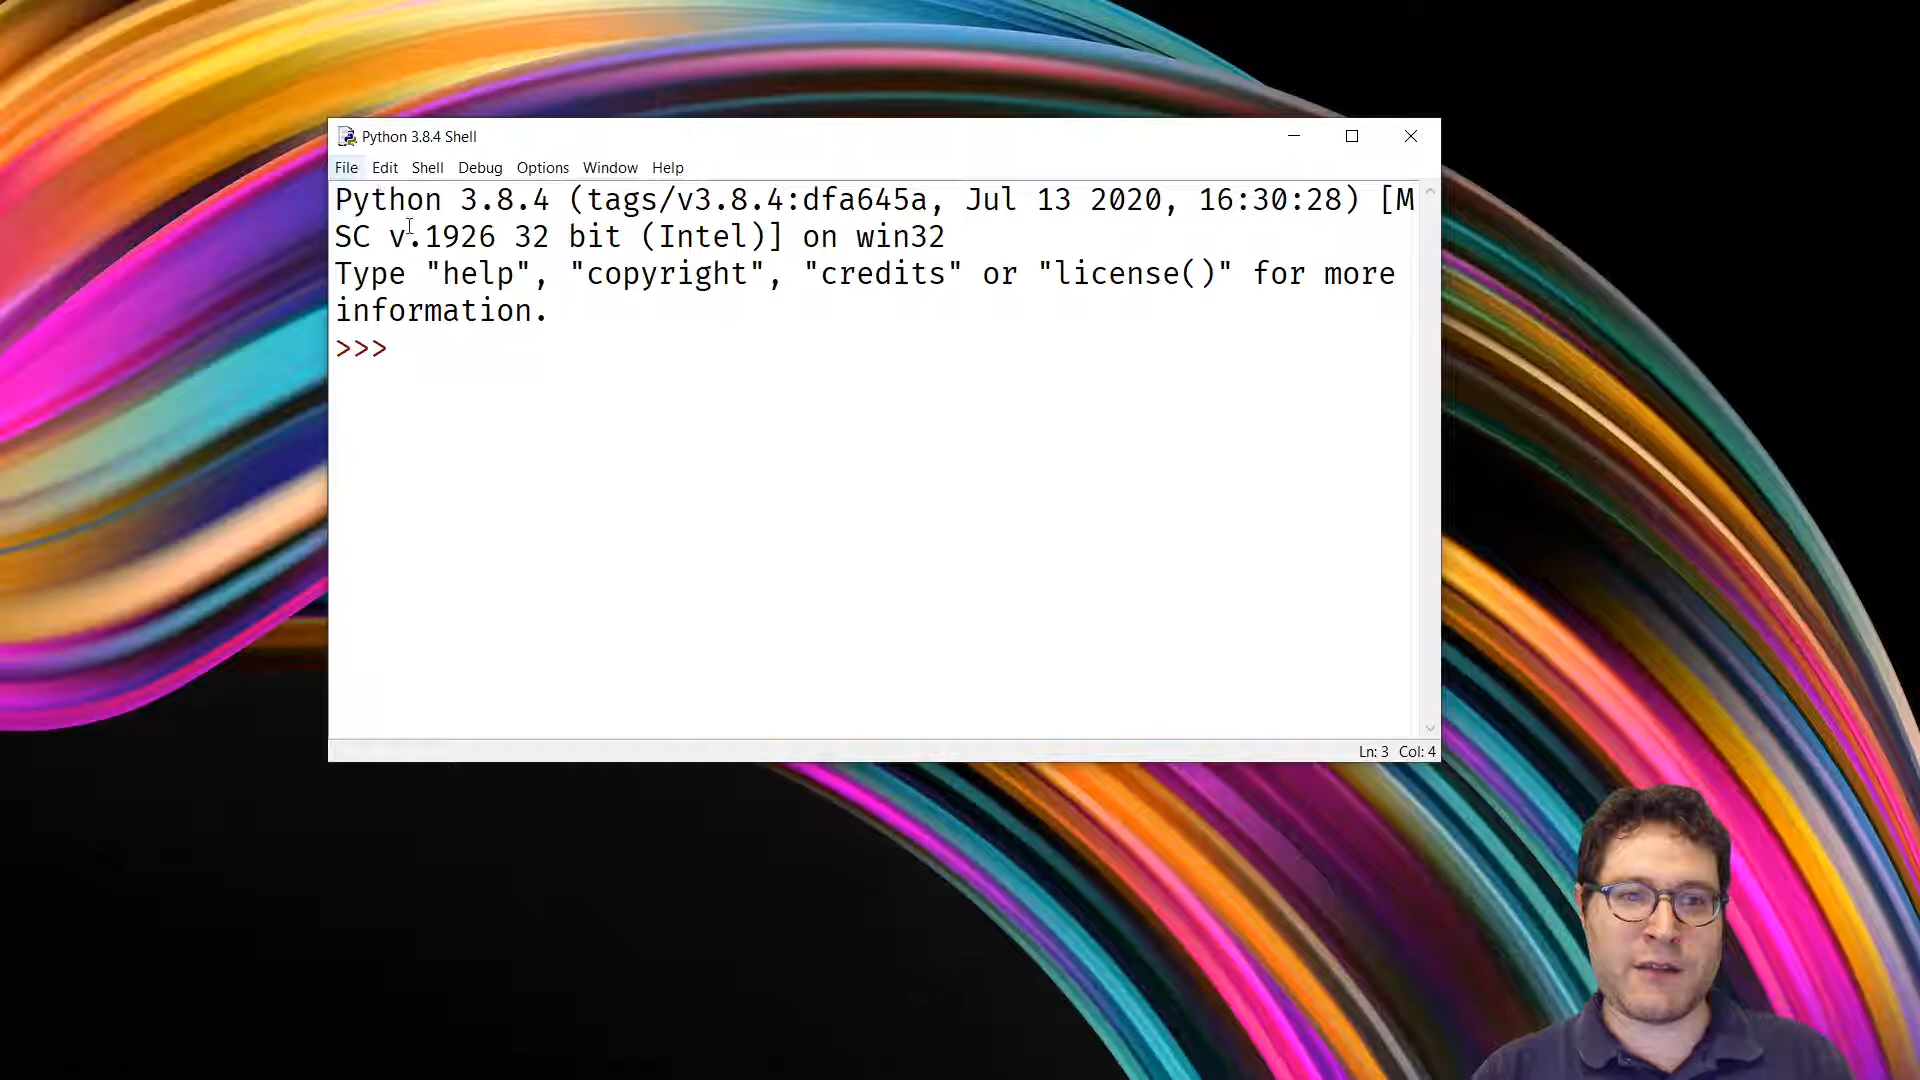 Python 3.8.4 Shell
File Edit Shell Debug Options Window Help
Python 3.8.4 (tags/v3.8.4:dfa645a, Jul 13 2020, 16:30:28) [M
SC v.1926 32 bit (Intel)] on win32
Type "help", "copyright", "credits" or "license()" for more
information.
>>>
Ln: 3 Col: 4